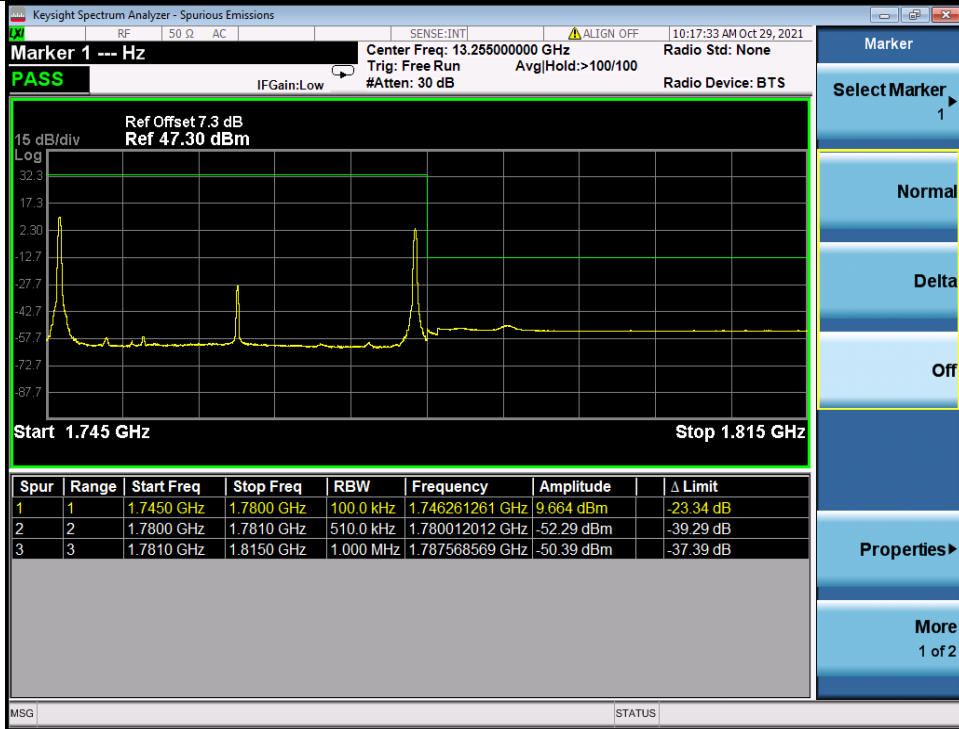 Keysight Spectrum Analyzer - Spurious Emissions
LXI RF 50 Ω AC SENSE:INT ALIGN OFF 10:17:33 AM Oct 29, 2021
Marker 1 --- Hz
Center Freq: 13.255000000 GHz
Radio Std: None
Trig: Free Run Avg|Hold:>100/100
PASS
IFGain:Low
#Atten: 30 dB
Radio Device: BTS
Ref Offset 7.3 dB
15 dB/div Ref 47.30 dBm
Log
32.3
17.3
2.30
-12.7
-27.7
-42.7
-57.7
-72.7
-87.7
Start 1.745 GHz Stop 1.815 GHz
Spur Range Start Freq Stop Freq RBW Frequency Amplitude Δ Limit
1 1 1.7450 GHz 1.7800 GHz 100.0 kHz 1.746261261 GHz 9.664 dBm -23.34 dB
2 2 1.7800 GHz 1.7810 GHz 510.0 kHz 1.780012012 GHz -52.29 dBm -39.29 dB
3 3 1.7810 GHz 1.8150 GHz 1.000 MHz 1.787568569 GHz -50.39 dBm -37.39 dB
MSG STATUS
Marker
Select Marker
1
Normal
Delta
Off
Properties
More
1 of 2